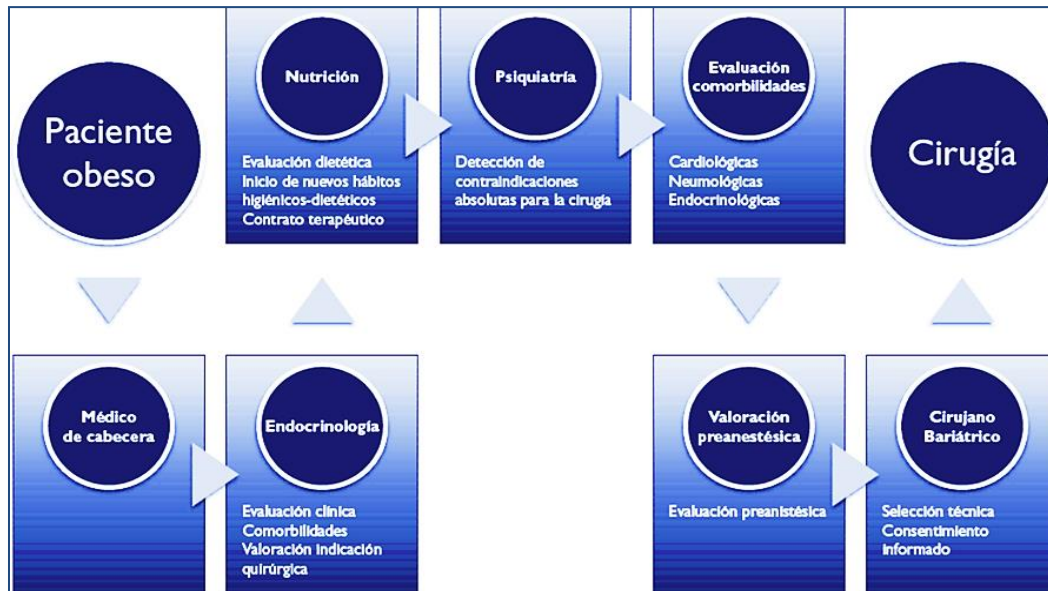 Paciente
obeso
Nutrición
Evaluación dietética
Inicio de nuevos hábitos
higiénicos-dietéticos
Contrato terapéutico
Psiquiatría
Detección de
contraindicaciones
absolutas para la cirugía
Evaluación
comorbilidades
Cardiológicas
Neumológicas
Endocrinológicas
Cirugía
Médico
de cabecera
Endocrinología
Evaluación clínica
Comorbilidades
Valoración indicación
quirúrgica
Valoración
preanestésica
Evaluación preanistésica
Cirujano
Bariátrico
Selección técnica
Consentimiento
informado